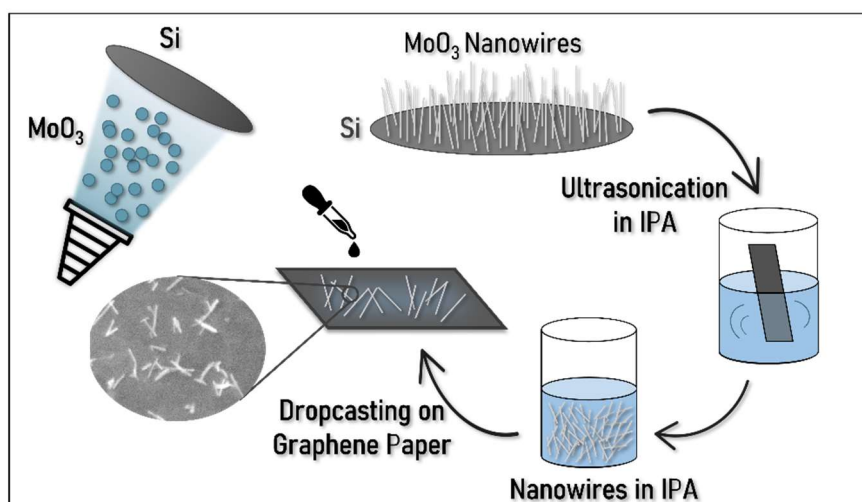 Si
MoO₃
MoO₃ Nanowires
Si
Ultrasonication
in IPA
Nanowires in IPA
Dropcasting on
Graphene Paper